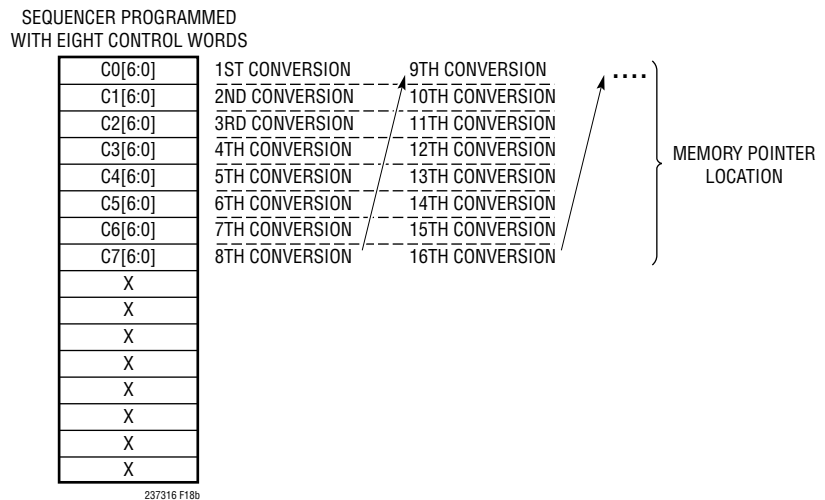 SEQUENCER PROGRAMMED
WITH EIGHT CONTROL WORDS
C0[6:0] 1ST CONVERSION 9TH CONVERSION ....
C1[6:0] 2ND CONVERSION 10TH CONVERSION
C2[6:0] 3RD CONVERSION 11TH CONVERSION
C3[6:0] 4TH CONVERSION 12TH CONVERSION
C4[6:0] 5TH CONVERSION 13TH CONVERSION
C5[6:0] 6TH CONVERSION 14TH CONVERSION
C6[6:0] 7TH CONVERSION 15TH CONVERSION
C7[6:0] 8TH CONVERSION 16TH CONVERSION
MEMORY POINTER
LOCATION
X
X
X
X
X
X
X
X
237316 F18b